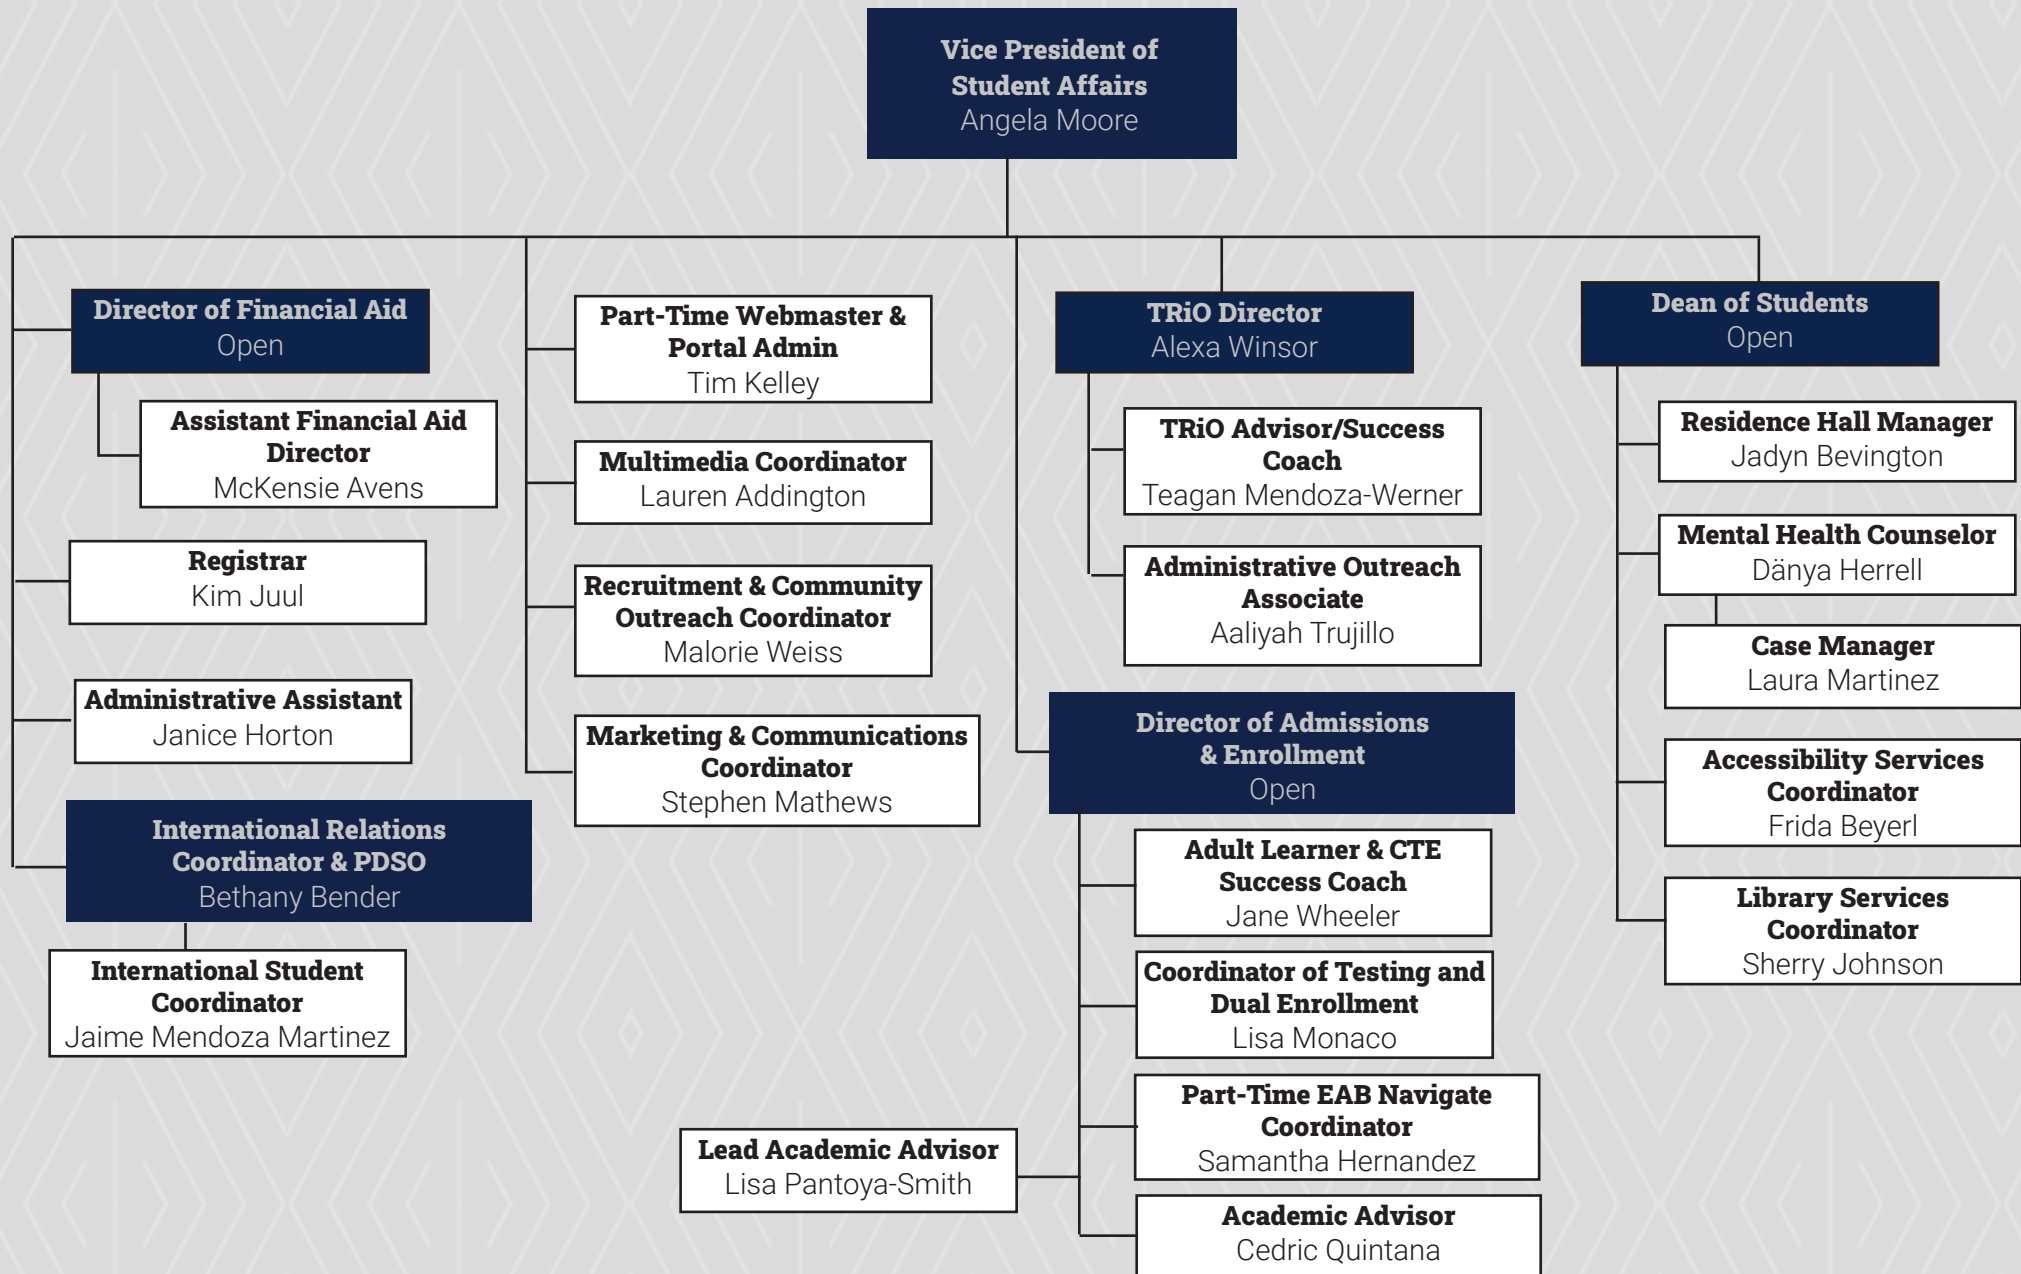 Vice President of
Student Affairs
Angela Moore
Director of Financial Aid
Open
Assistant Financial Aid
Director
McKensie Avens
Registrar
Kim Juul
Administrative Assistant
Janice Horton
International Relations
Coordinator & PDSO
Bethany Bender
International Student
Coordinator
Jaime Mendoza Martinez
Part-Time Webmaster &
Portal Admin
Tim Kelley
Multimedia Coordinator
Lauren Addington
Recruitment & Community
Outreach Coordinator
Malorie Weiss
Marketing & Communications
Coordinator
Stephen Mathews
TRiO Director
Alexa Winsor
TRiO Advisor/Success
Coach
Teagan Mendoza-Werner
Administrative Outreach
Associate
Aaliyah Trujillo
Director of Admissions
& Enrollment
Open
Adult Learner & CTE
Success Coach
Jane Wheeler
Coordinator of Testing and
Dual Enrollment
Lisa Monaco
Part-Time EAB Navigate
Coordinator
Samantha Hernandez
Lead Academic Advisor
Lisa Pantoya-Smith
Academic Advisor
Cedric Quintana
Dean of Students
Open
Residence Hall Manager
Jadyn Bevington
Mental Health Counselor
Dänya Herrell
Case Manager
Laura Martinez
Accessibility Services
Coordinator
Frida Beyerl
Library Services
Coordinator
Sherry Johnson